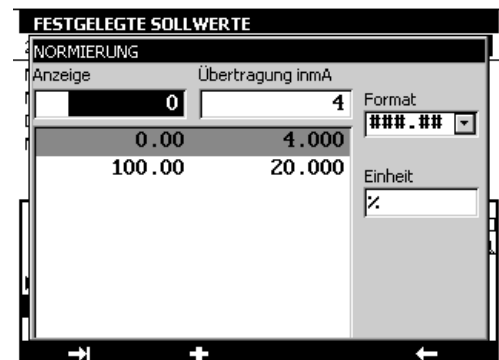 FESTGELEGTE SOLLWERTE
NORMIERUNG
Anzeige Übertragung inmA
0 4
Format
###.##
0.00 4.000
100.00 20.000
Einheit
%